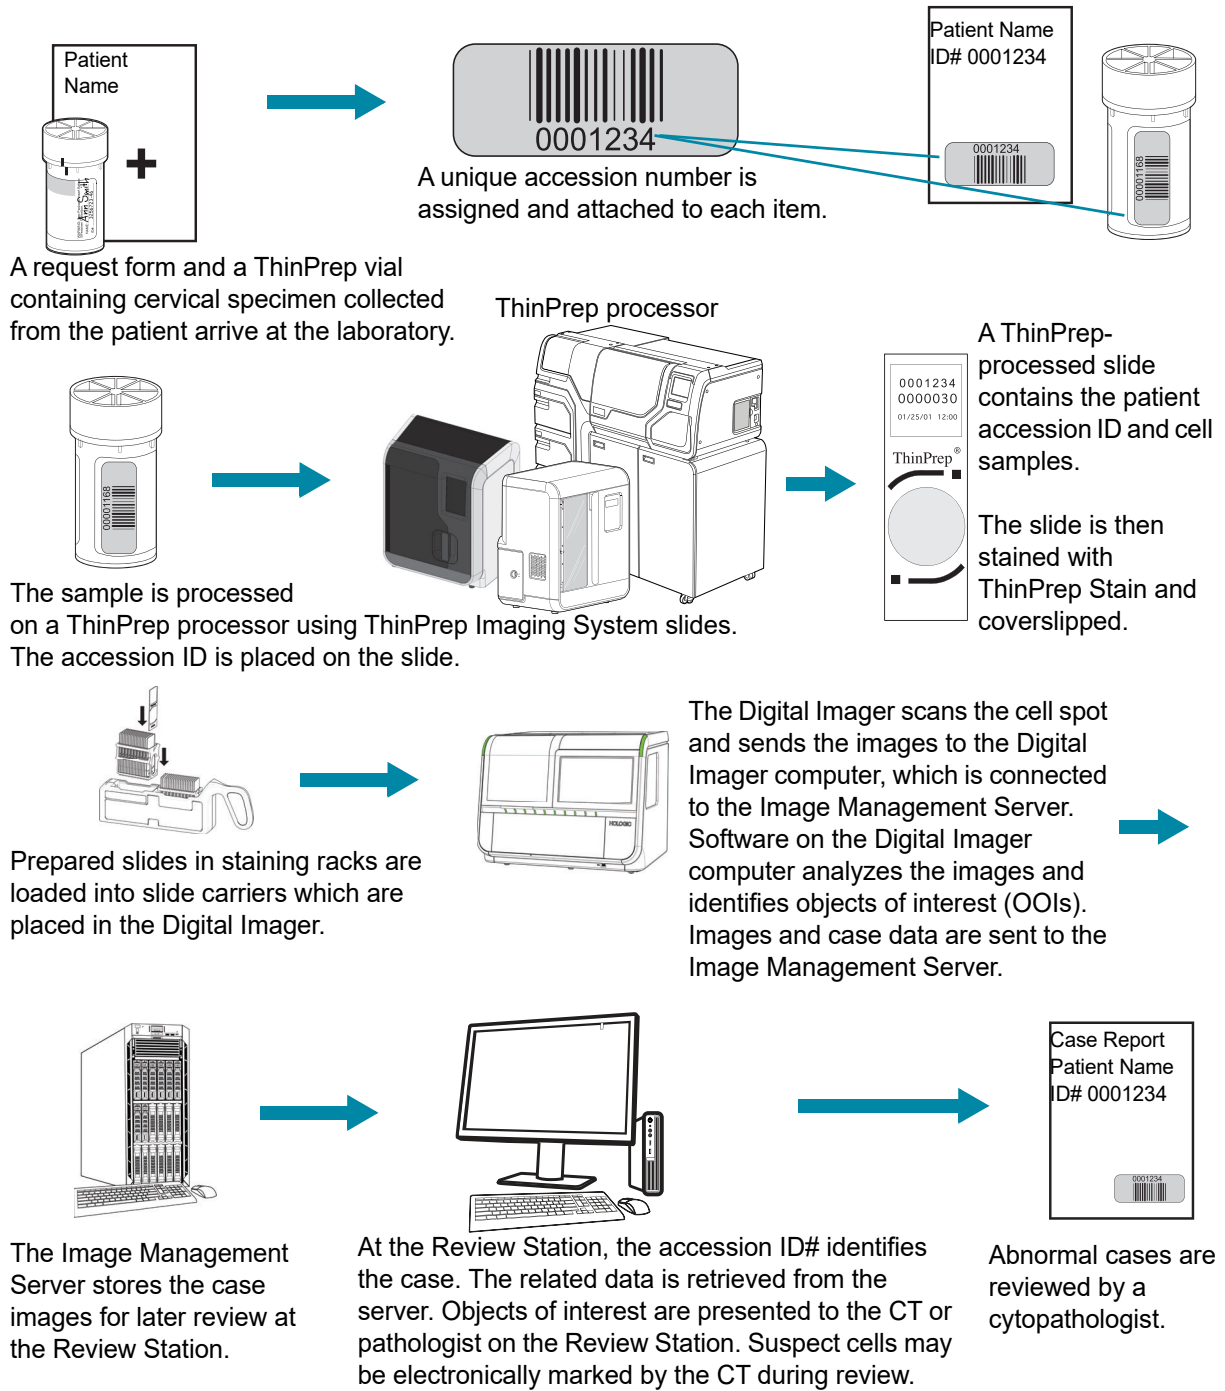 Patient
Name
Ann Smith
+
0001234
A unique accession number is
assigned and attached to each item.
Patient Name
ID# 0001234
0001234
00001168
A request form and a ThinPrep vial
containing cervical specimen collected
from the patient arrive at the laboratory.
00001168
The sample is processed
on a ThinPrep processor using ThinPrep Imaging System slides.
The accession ID is placed on the slide.
ThinPrep processor
0001234
0000030
01/25/01 12:00
ThinPrep®
A ThinPrep-
processed slide
contains the patient
accession ID and cell
samples.
The slide is then
stained with
ThinPrep Stain and
coverslipped.
Prepared slides in staining racks are
loaded into slide carriers which are
placed in the Digital Imager.
HOLOGIC
The Digital Imager scans the cell spot
and sends the images to the Digital
Imager computer, which is connected
to the Image Management Server.
Software on the Digital Imager
computer analyzes the images and
identifies objects of interest (OOIs).
Images and case data are sent to the
Image Management Server.
The Image Management
Server stores the case
images for later review at
the Review Station.
At the Review Station, the accession ID# identifies
the case. The related data is retrieved from the
server. Objects of interest are presented to the CT or
pathologist on the Review Station. Suspect cells may
be electronically marked by the CT during review.
Case Report
Patient Name
ID# 0001234
0001234
Abnormal cases are
reviewed by a
cytopathologist.